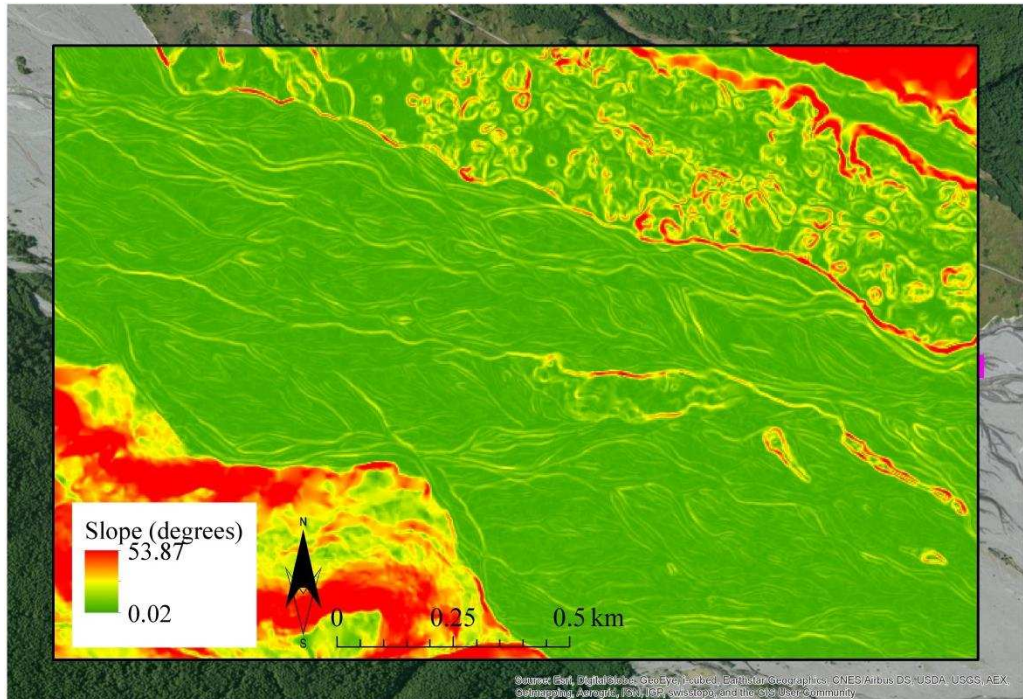 Slope (degrees)
53.87
0.02
N
S
0 0.25 0.5 km
Source: Esri, DigitalGlobe, GeoEye, i-cubed, Earthstar Geographics, CNES/Airbus DS, USDA, USGS, AEX,
Getmapping, Aerogrid, IGN, IGP, swisstopo, and the GIS User Community